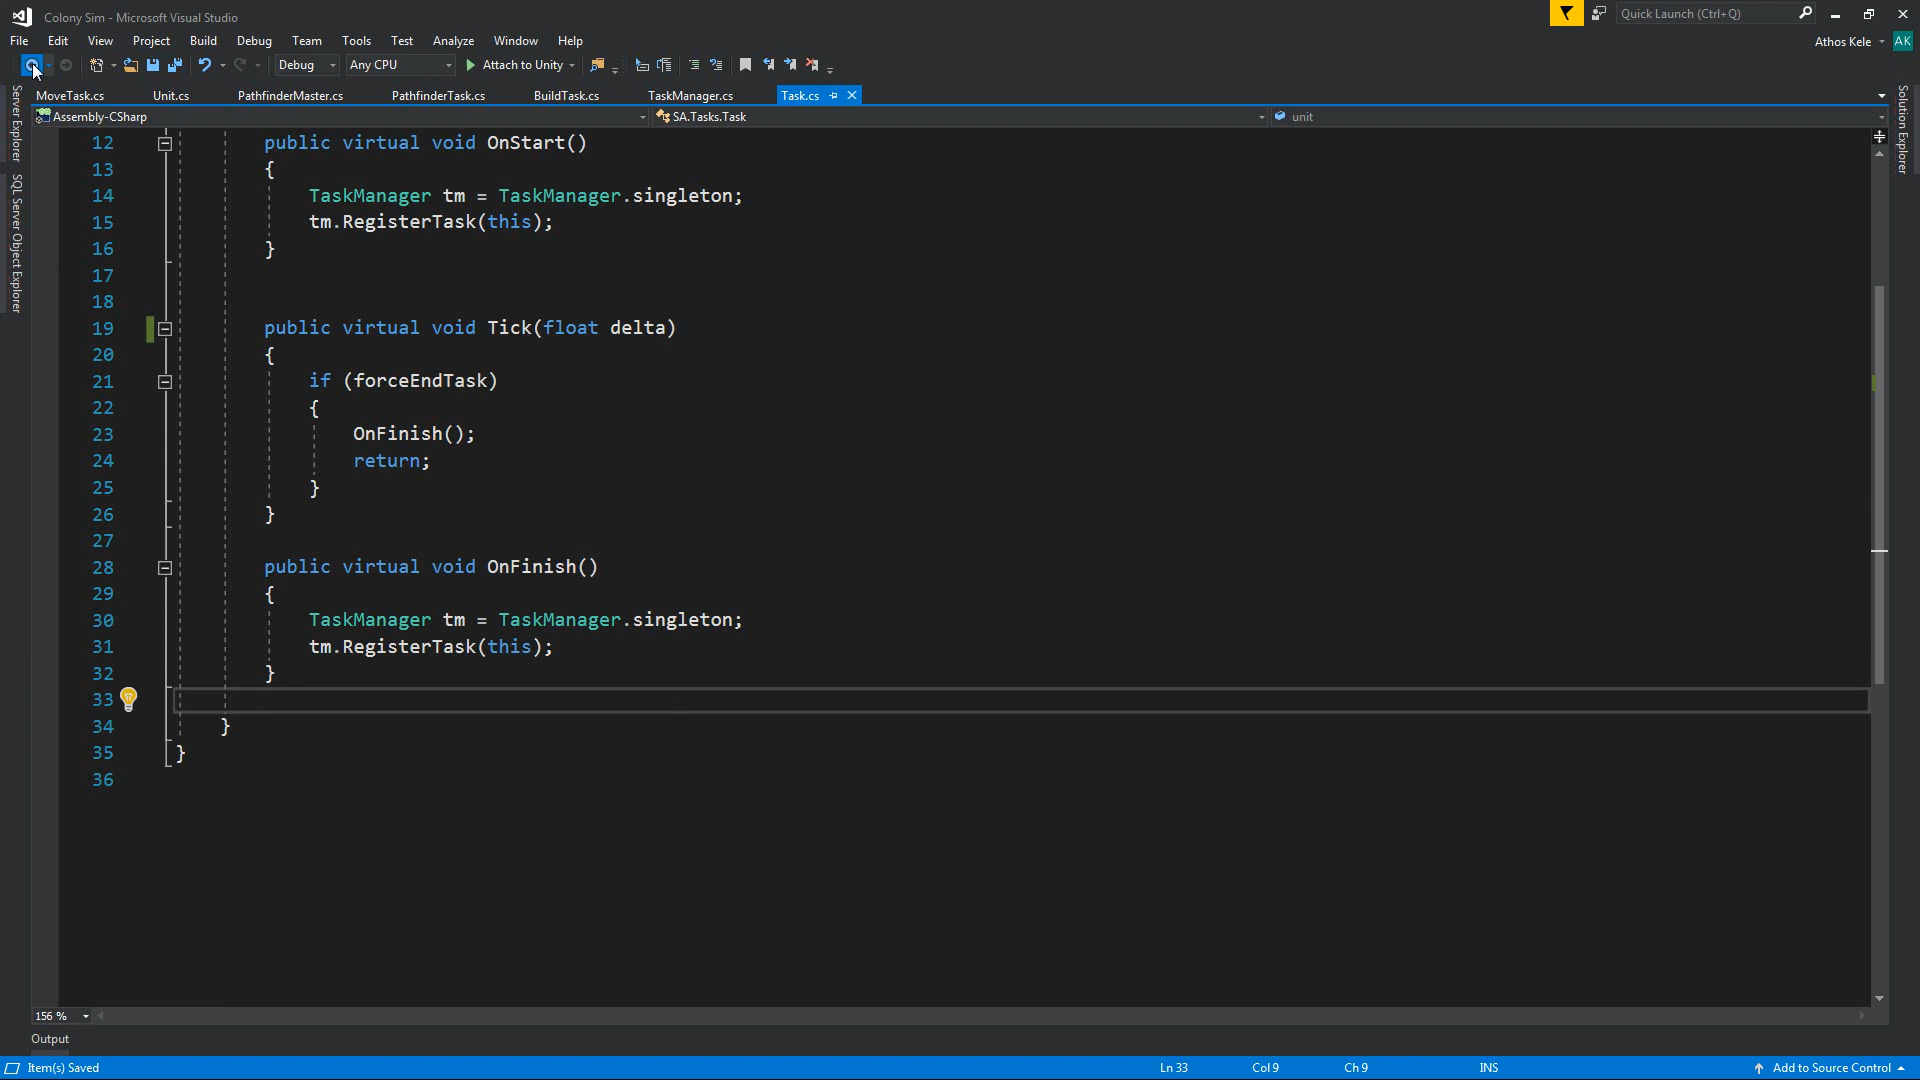 Colony Sim - Microsoft Visual Studio
Quick Launch (Ctrl+Q)
File Edit View Project Build Debug Team Tools Test Analyze Window Help
Athos Kele AK
Debug Any CPU Attach to Unity
MoveTask.cs Unit.cs PathfinderMaster.cs PathfinderTask.cs BuildTask.cs TaskManager.cs Task.cs
Assembly-CSharp SA.Tasks.Task unit
Server Explorer
SQL Server Object Explorer
Solution Explorer
12 public virtual void OnStart()
13 {
14 TaskManager tm = TaskManager.singleton;
15 tm.RegisterTask(this);
16 }
17
18
19 public virtual void Tick(float delta)
20 {
21 if (forceEndTask)
22 {
23 OnFinish();
24 return;
25 }
26 }
27
28 public virtual void OnFinish()
29 {
30 TaskManager tm = TaskManager.singleton;
31 tm.RegisterTask(this);
32 }
33
34 }
35 }
36
156 %
Output
Item(s) Saved Ln 33 Col 9 Ch 9 INS Add to Source Control